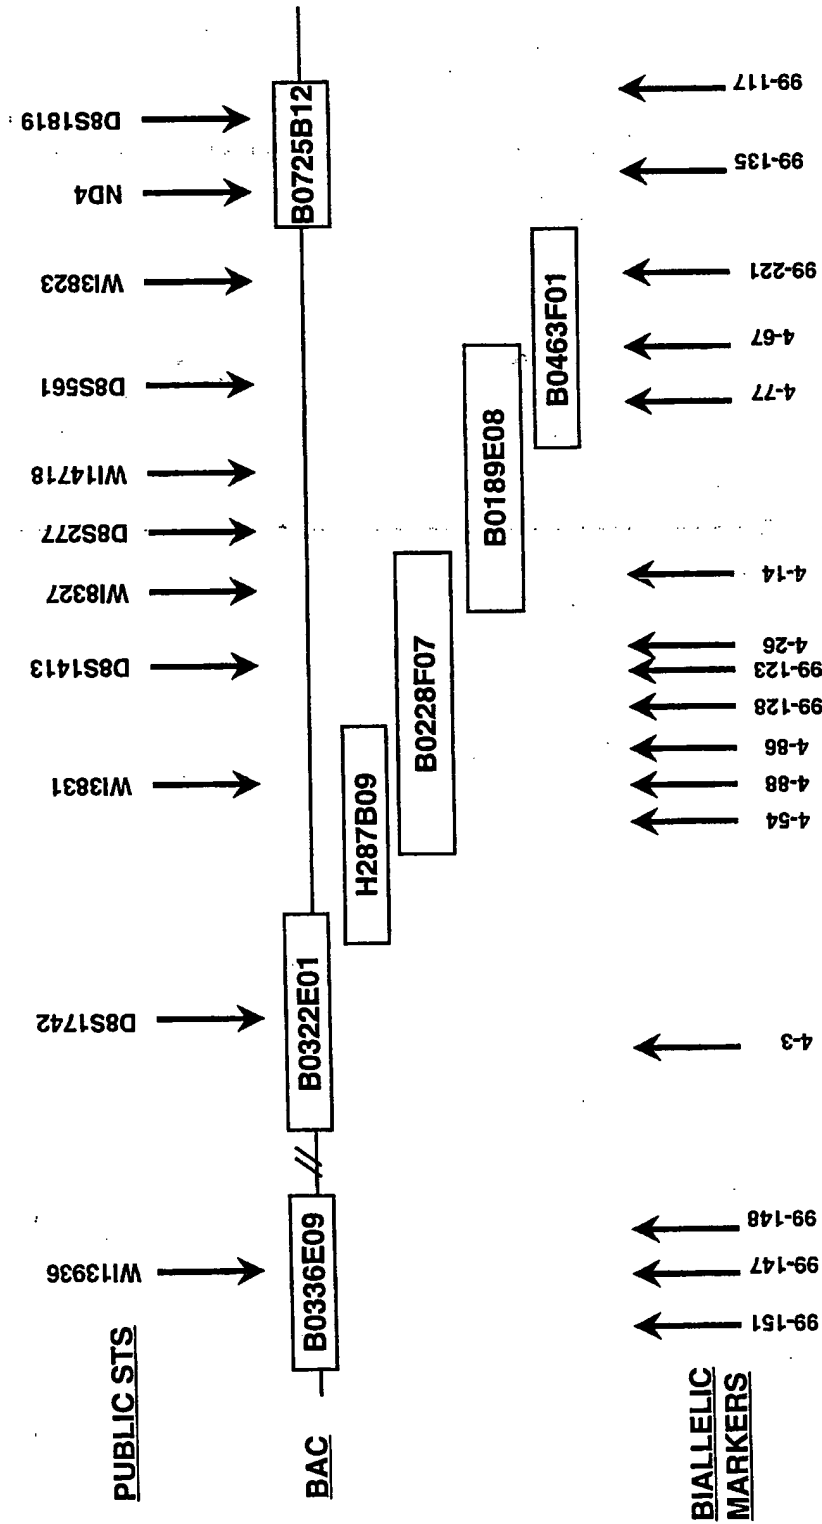 PUBLIC STS
WI13936
D8S1742
WI3831
D8S1413
WI8327
D8S277
WI14718
D8S561
WI3823
ND4
D8S1819
BAC
B0336E09
B0322E01
H287B09
B0228F07
B0189E08
B0463F01
B0725B12
BIALLELIC
MARKERS
99-151
99-147
99-148
4-3
4-54
4-88
4-86
99-128
99-123
4-26
4-14
4-77
4-67
99-221
99-135
99-117